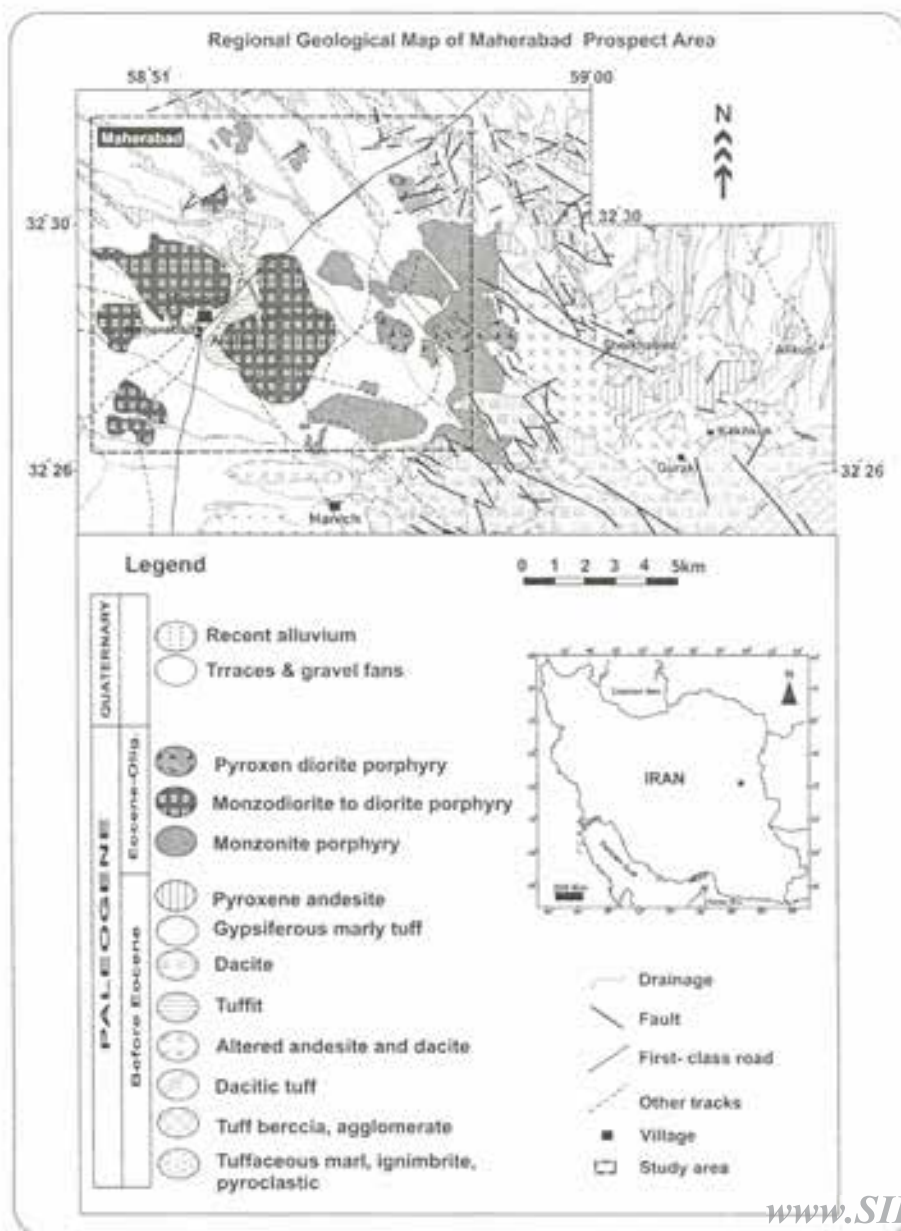 Regional Geological Map of Maherabad Prospect Area
58° 51'
59° 00'
N
Maherabad
32° 30'
32° 30'
Sheikhabad
32° 26'
32° 26'
Legend
0 1 2 3 4 5km
QUATERNARY
PALEOGENE
Eocene-Olig.
Before Eocene
Recent alluvium
Trraces & gravel fans
Pyroxen diorite porphyry
Monzodiorite to diorite porphyry
Monzonite porphyry
Pyroxene andesite
Gypsiferous marly tuff
Dacite
Tuffit
Altered andesite and dacite
Dacitic tuff
Tuff berccia, agglomerate
Tuffaceous marl, ignimbrite,
pyroclastic
N
IRAN
Drainage
Fault
First- class road
Other tracks
Village
Study area
www.SI